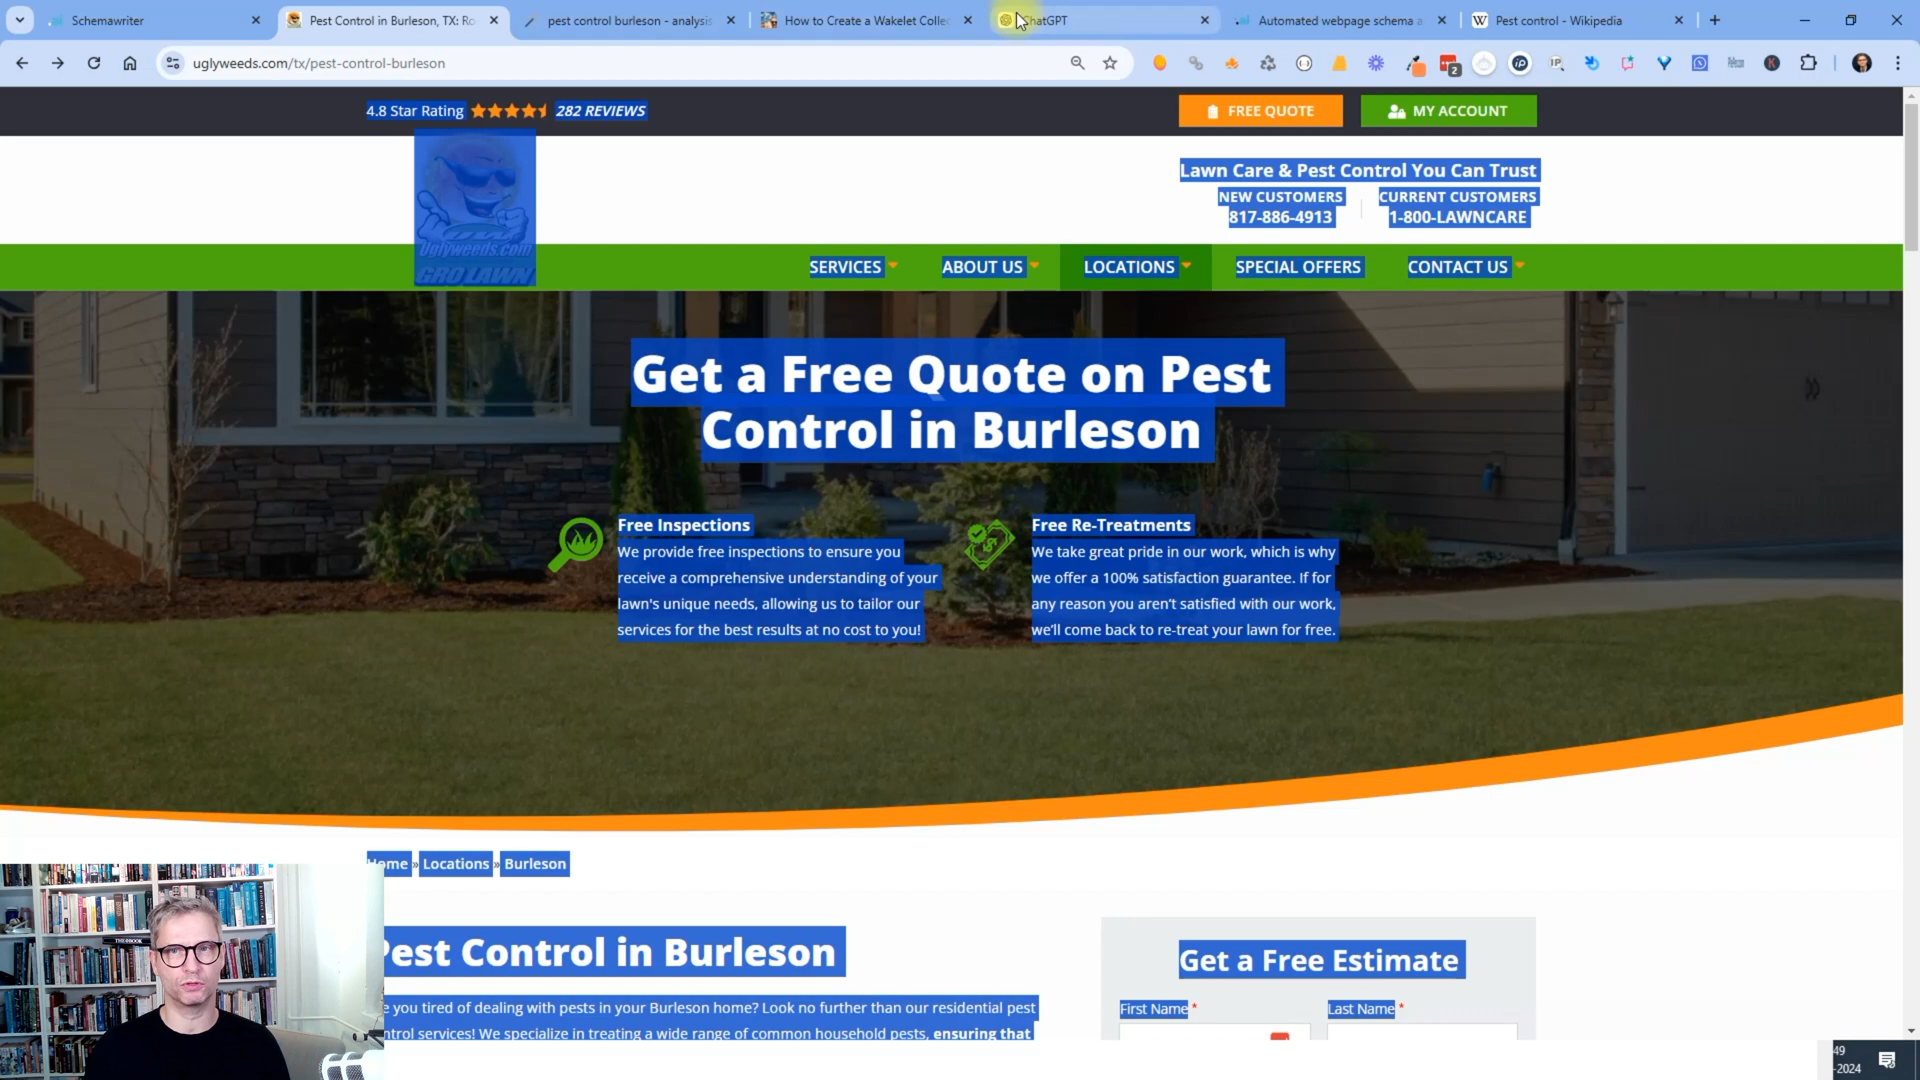 Schemawriter
Pest Control in Burleson, TX: Ro
pest control burleson - analysis
How to Create a Wakelet Collec
ChatGPT
Automated webpage schema a
Pest control - Wikipedia
uglyweeds.com/tx/pest-control-burleson
4.8 Star Rating 282 REVIEWS
FREE QUOTE
MY ACCOUNT
Lawn Care & Pest Control You Can Trust
NEW CUSTOMERS
817-886-4913
CURRENT CUSTOMERS
1-800-LAWNCARE
Uglyweeds.com
GRO LAWN
SERVICES
ABOUT US
LOCATIONS
SPECIAL OFFERS
CONTACT US
Get a Free Quote on Pest
Control in Burleson
Free Inspections
We provide free inspections to ensure you
receive a comprehensive understanding of your
lawn's unique needs, allowing us to tailor our
services for the best results at no cost to you!
Free Re-Treatments
We take great pride in our work, which is why
we offer a 100% satisfaction guarantee. If for
any reason you aren't satisfied with our work,
we'll come back to re-treat your lawn for free.
Home » Locations » Burleson
Pest Control in Burleson
e you tired of dealing with pests in your Burleson home? Look no further than our residential pest
ntrol services! We specialize in treating a wide range of common household pests, ensuring that
Get a Free Estimate
First Name *
Last Name *
49
-2024